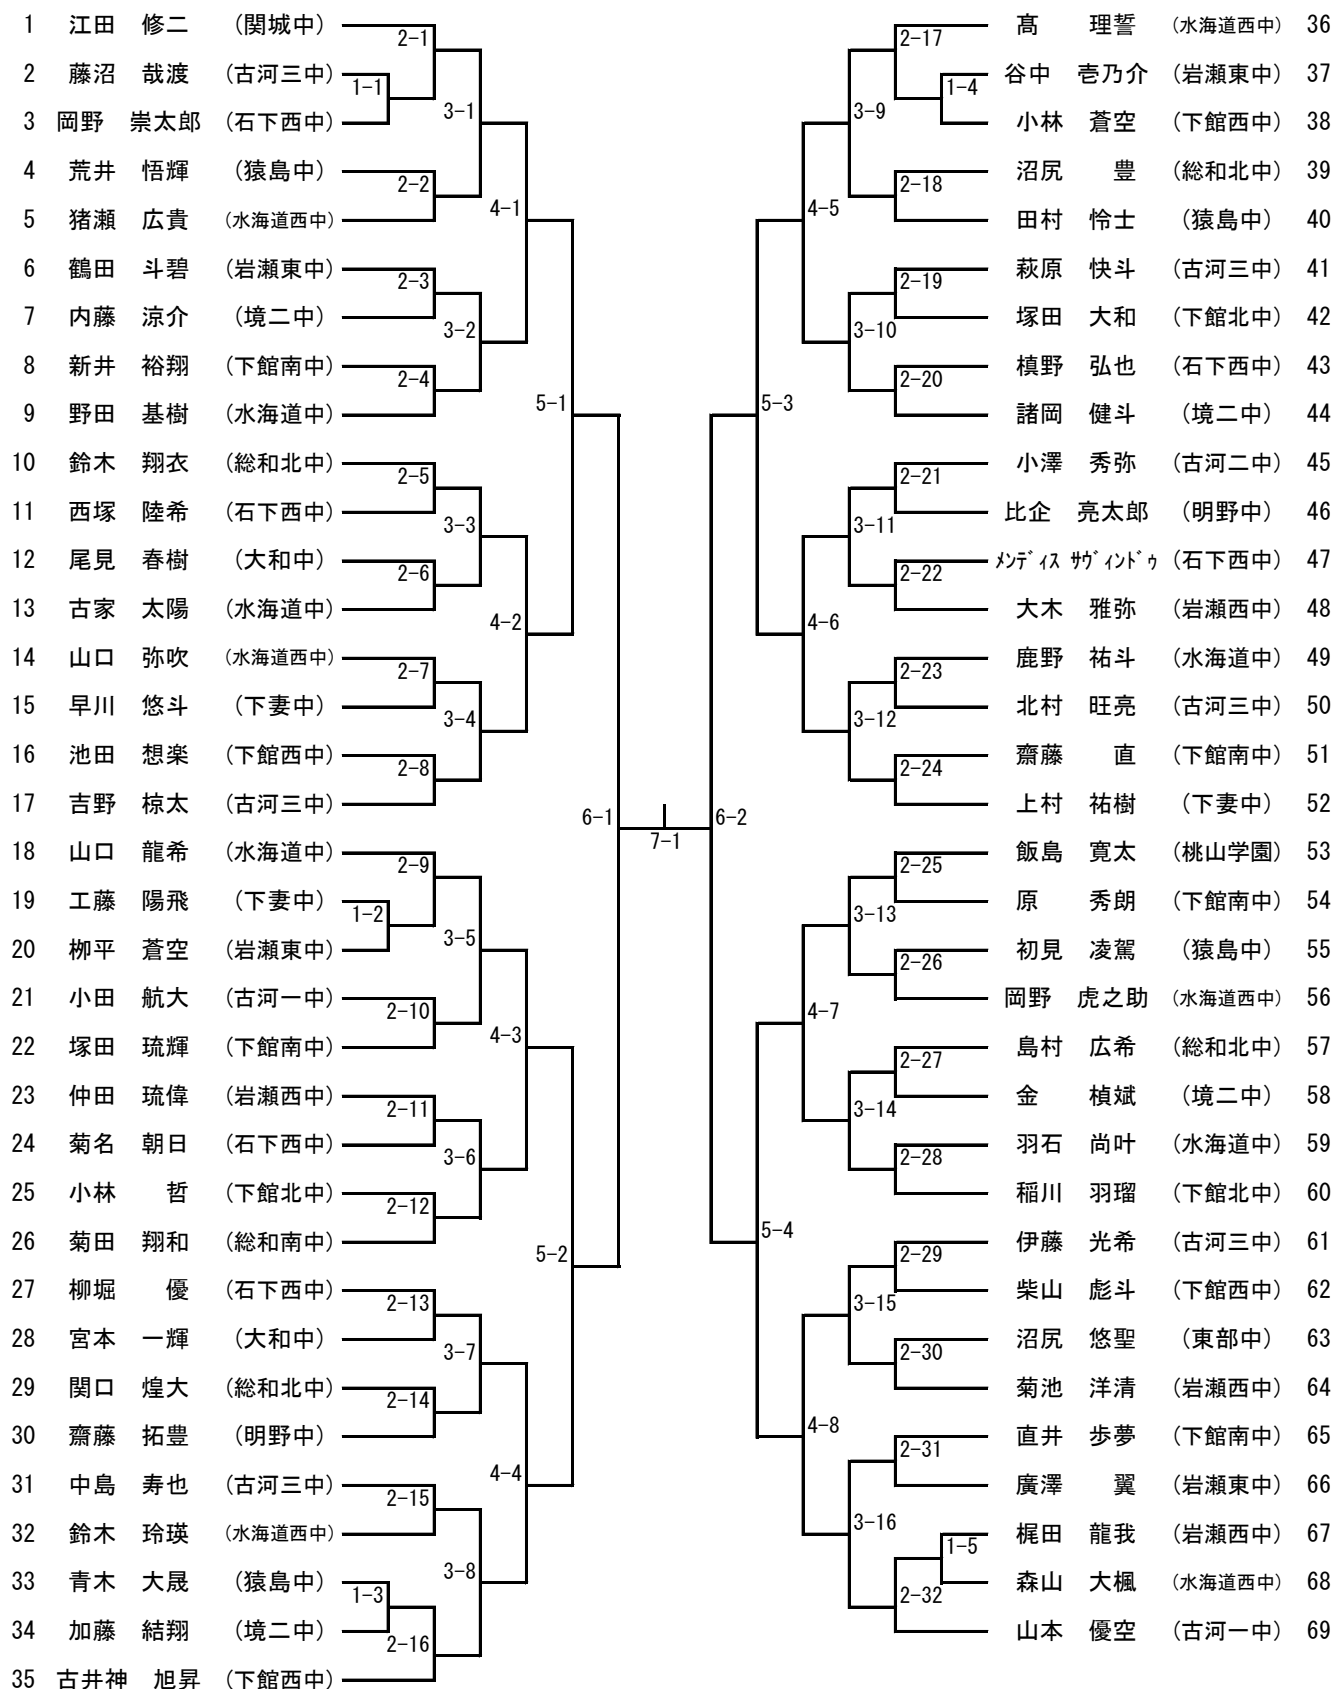 1 江田 修二 (関城中)
2 藤沼 哉渡 (古河三中)
3 岡野 崇太郎 (石下西中)
4 荒井 悟輝 (猿島中)
5 猪瀬 広貴 (水海道西中)
6 鶴田 斗碧 (岩瀬東中)
7 内藤 涼介 (境二中)
8 新井 裕翔 (下館南中)
9 野田 基樹 (水海道中)
10 鈴木 翔衣 (総和北中)
11 西塚 陸希 (石下西中)
12 尾見 春樹 (大和中)
13 古家 太陽 (水海道中)
14 山口 弥吹 (水海道西中)
15 早川 悠斗 (下妻中)
16 池田 想楽 (下館西中)
17 吉野 椋太 (古河三中)
18 山口 龍希 (水海道中)
19 工藤 陽飛 (下妻中)
20 栁平 蒼空 (岩瀬東中)
21 小田 航大 (古河一中)
22 塚田 琉輝 (下館南中)
23 仲田 琉偉 (岩瀬西中)
24 菊名 朝日 (石下西中)
25 小林 哲 (下館北中)
26 菊田 翔和 (総和南中)
27 柳堀 優 (石下西中)
28 宮本 一輝 (大和中)
29 関口 煌大 (総和北中)
30 齋藤 拓豊 (明野中)
31 中島 寿也 (古河三中)
32 鈴木 玲瑛 (水海道西中)
33 青木 大晟 (猿島中)
34 加藤 結翔 (境二中)
35 古井神 旭昇 (下館西中)
1-1
1-2
1-3
2-1
2-2
2-3
2-4
2-5
2-6
2-7
2-8
2-9
2-10
2-11
2-12
2-13
2-14
2-15
2-16
3-1
3-2
3-3
3-4
3-5
3-6
3-7
3-8
4-1
4-2
4-3
4-4
5-1
5-2
6-1
7-1
6-2
5-3
5-4
4-5
4-6
4-7
4-8
3-9
3-10
3-11
3-12
3-13
3-14
3-15
3-16
2-17
2-18
2-19
2-20
2-21
2-22
2-23
2-24
2-25
2-26
2-27
2-28
2-29
2-30
2-31
2-32
1-4
1-5
髙 理誓 (水海道西中) 36
谷中 壱乃介 (岩瀬東中) 37
小林 蒼空 (下館西中) 38
沼尻 豊 (総和北中) 39
田村 怜士 (猿島中) 40
萩原 快斗 (古河三中) 41
塚田 大和 (下館北中) 42
槙野 弘也 (石下西中) 43
諸岡 健斗 (境二中) 44
小澤 秀弥 (古河二中) 45
比企 亮太郎 (明野中) 46
ﾒﾝﾃﾞｨｽ ｻｳﾞｨﾝﾄﾞｩ (石下西中) 47
大木 雅弥 (岩瀬西中) 48
鹿野 祐斗 (水海道中) 49
北村 旺亮 (古河三中) 50
齋藤 直 (下館南中) 51
上村 祐樹 (下妻中) 52
飯島 寛太 (桃山学園) 53
原 秀朗 (下館南中) 54
初見 凌駕 (猿島中) 55
岡野 虎之助 (水海道西中) 56
島村 広希 (総和北中) 57
金 楨斌 (境二中) 58
羽石 尚叶 (水海道中) 59
稲川 羽瑠 (下館北中) 60
伊藤 光希 (古河三中) 61
柴山 彪斗 (下館西中) 62
沼尻 悠聖 (東部中) 63
菊池 洋清 (岩瀬西中) 64
直井 歩夢 (下館南中) 65
廣澤 翼 (岩瀬東中) 66
梶田 龍我 (岩瀬西中) 67
森山 大楓 (水海道西中) 68
山本 優空 (古河一中) 69